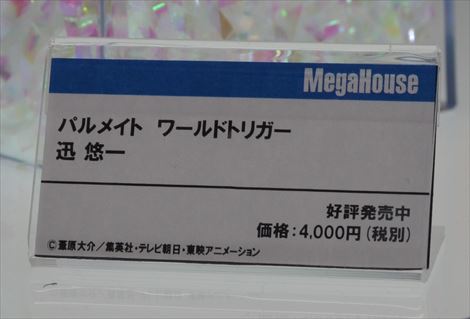 MegaHouse
パルメイト ワールドトリガー
迅 悠一
好評発売中
価格:4,000円(税別)
©葦原大介/集英社・テレビ朝日・東映アニメーション